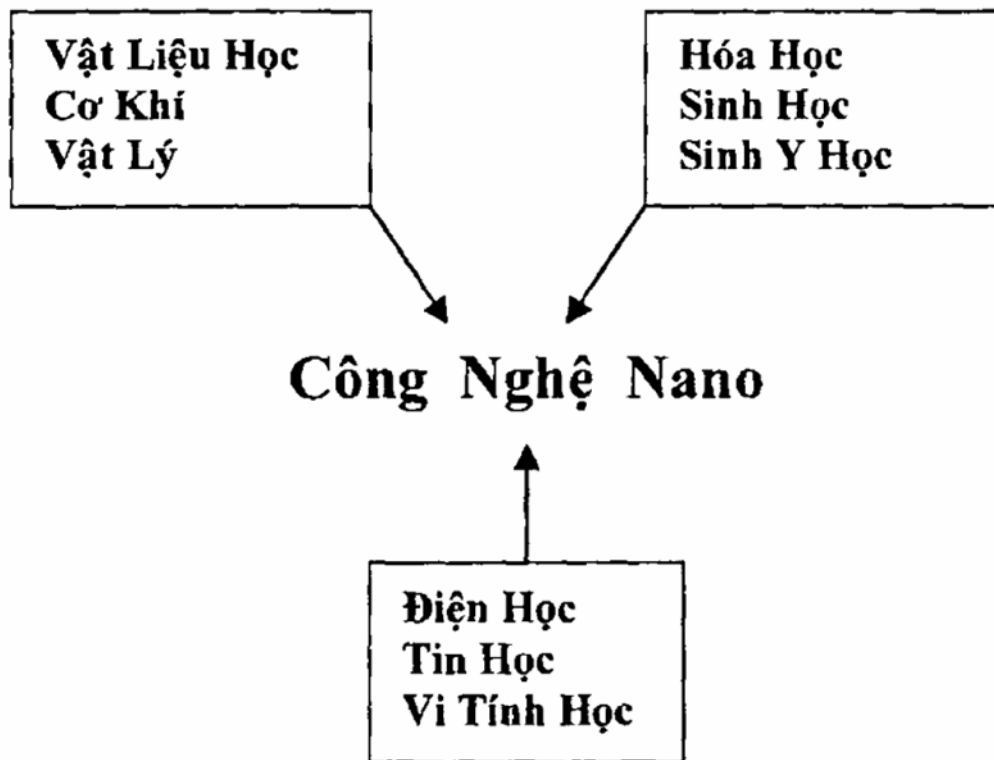 Vật Liệu Học
Cơ Khí
Vật Lý
Hóa Học
Sinh Học
Sinh Y Học
Công Nghệ Nano
Điện Học
Tin Học
Vi Tính Học